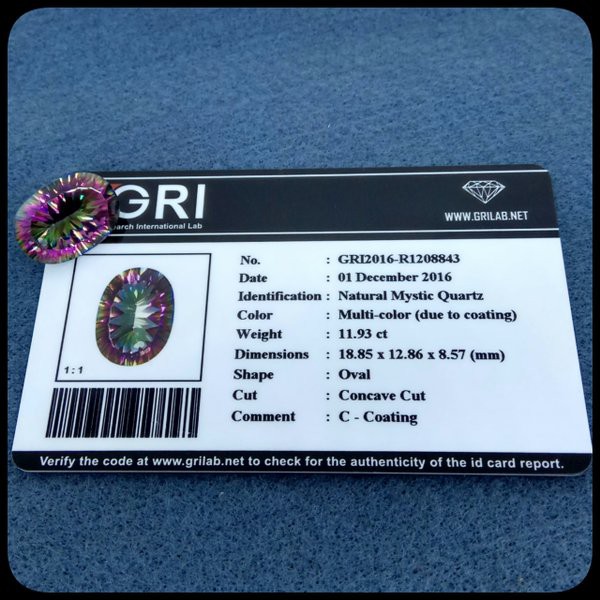 GRI
arch International Lab
WWW.GRILAB.NET
No. : GRI2016-R1208843
Date : 01 December 2016
Identification : Natural Mystic Quartz
Color : Multi-color (due to coating)
Weight : 11.93 ct
Dimensions : 18.85 x 12.86 x 8.57 (mm)
Shape : Oval
Cut : Concave Cut
Comment : C - Coating
1:1
Verify the code at www.grilab.net to check for the authenticity of the id card report.